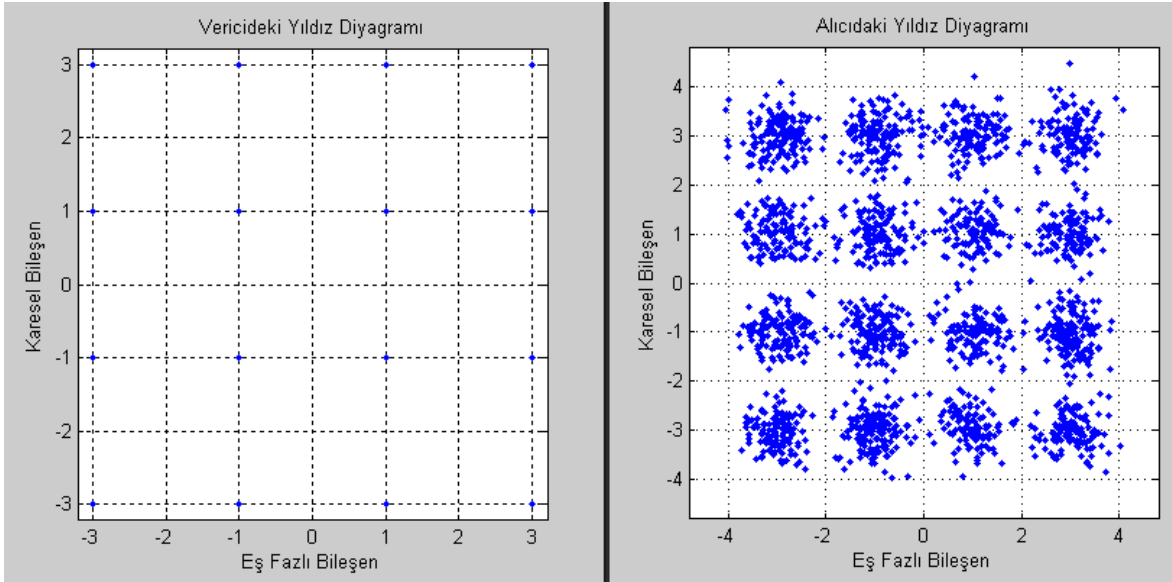 Vericideki Yıldız Diyagramı
3
2
1
0
-1
-2
-3
Karesel Bileşen
-3 -2 -1 0 1 2 3
Eş Fazlı Bileşen
Alıcıdaki Yıldız Diyagramı
4
3
2
1
0
-1
-2
-3
-4
Karesel Bileşen
-4 -2 0 2 4
Eş Fazlı Bileşen